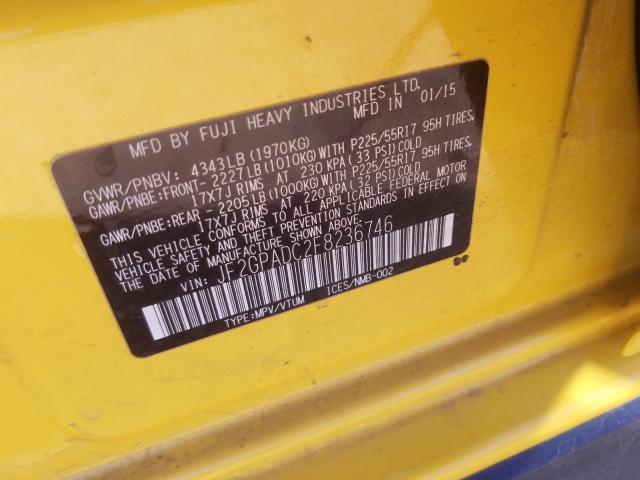 MFD BY FUJI HEAVY INDUSTRIES LTD.
MFD IN 01/15
GVWR/PNBV: 4343LB (1970KG)
GAWR/PNBE:FRONT-2227LB(1010KG)WITH P225/55R17 95H TIRES,
17X7J RIMS AT 230 KPA (33 PSI) COLD
GAWR/PNBE:REAR -2205LB(1000KG)WITH P225/55R17 95H TIRES,
17X7J RIMS AT 220 KPA (32 PSI) COLD
THIS VEHICLE CONFORMS TO ALL APPLICABLE FEDERAL MOTOR
VEHICLE SAFETY AND THEFT PREVENTION STANDARDS IN EFFECT ON
THE DATE OF MANUFACTURE SHOWN ABOVE.
VIN: JF2GPADC2F8236746
TYPE:MPV/VTUM ICES/NMB-002